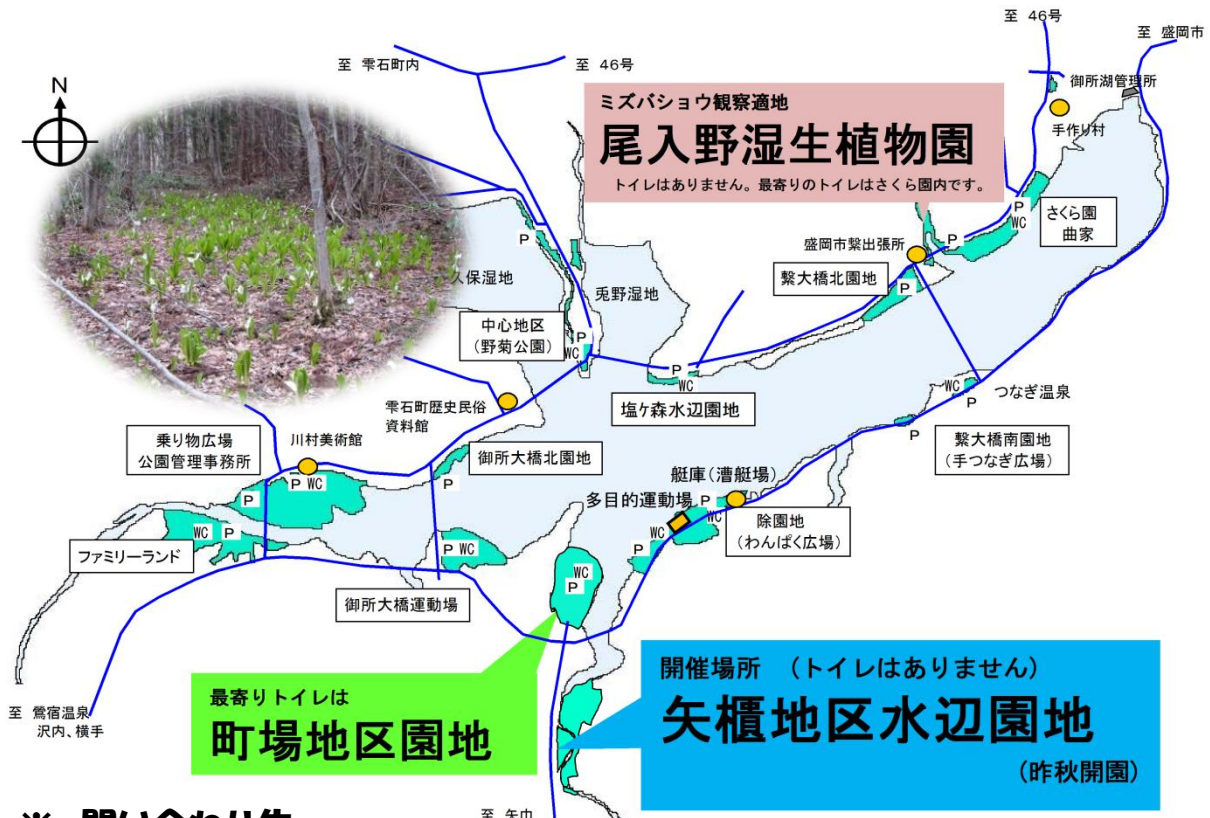 至 46号
至 盛岡市
至 雫石町内
至 46号
N
御所湖管理所
手作り村
ミズバショウ観察適地
尾入野湿生植物園
トイレはありません。最寄りのトイレはさくら園内です。
P
WC
さくら園
曲家
P
盛岡市繋出張所
繋大橋北園地
P
P
久保湿地
兎野湿地
中心地区
(野菊公園)
P
WC
P
WC
塩ケ森水辺園地
WC
P
つなぎ温泉
P
繋大橋南園地
(手つなぎ広場)
雫石町歴史民俗
資料館
乗り物広場
公園管理事務所
川村美術館
P WC
P
御所大橋北園地
P
艇庫(漕艇場)
多目的運動場
P
WC
WC
P
除園地
(わんぱく広場)
WC P
ファミリーランド
P WC
御所大橋運動場
WC
P
最寄りトイレは
町場地区園地
開催場所 (トイレはありません)
矢櫃地区水辺園地
(昨秋開園)
至 鶯宿温泉
沢内、横手
至 矢巾